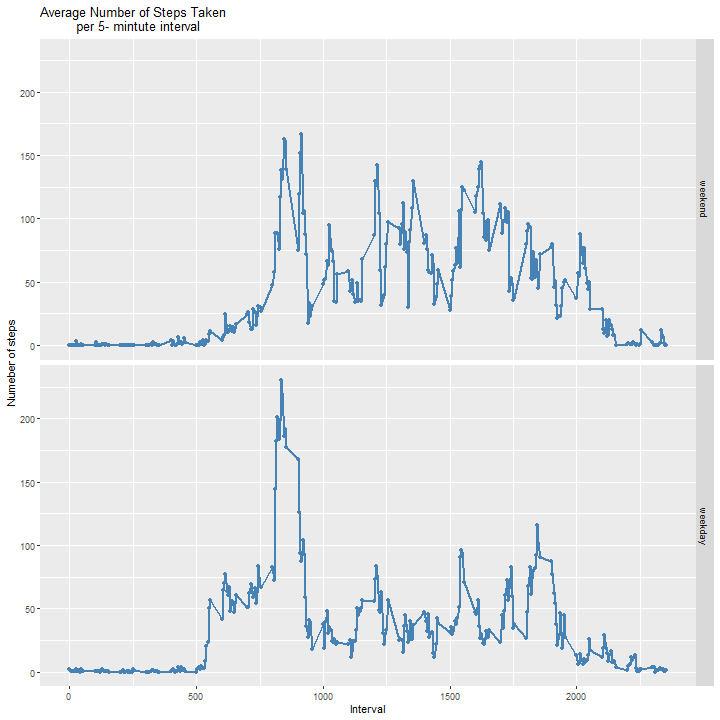 Average Number of Steps Taken
per 5- mintute interval
Numeber of steps
200
150
100
50
0
weekend
200
150
100
50
0
weekday
0
500
1000
1500
2000
Interval